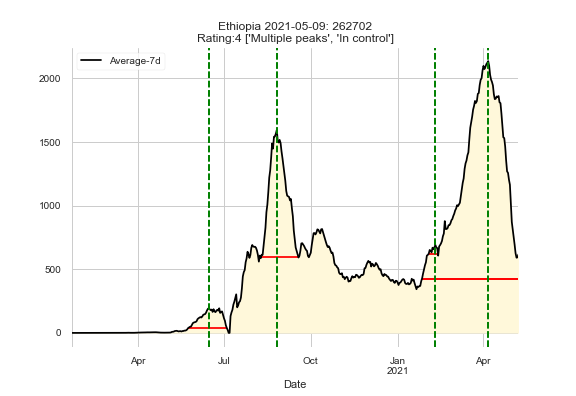 Ethiopia 2021-05-09: 262702
Rating:4 ['Multiple peaks', 'In control']
Average-7d
2000
1500
1000
500
0
Apr Jul Oct Jan Apr
2021
Date